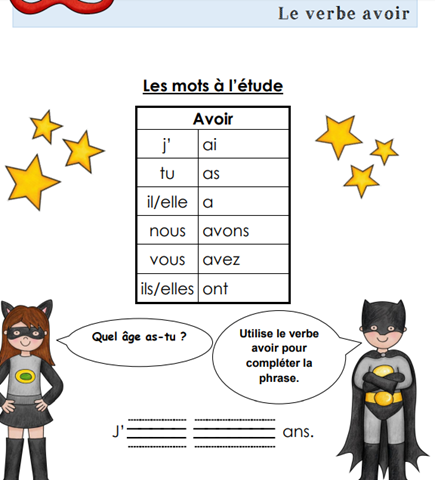 Le verbe avoir
Les mots à l'étude
Avoir
j' ai
tu as
il/elle a
nous avons
vous avez
ils/elles ont
Quel âge as-tu ?
Utilise le verbe
avoir pour
compléter la
phrase.
J' ans.